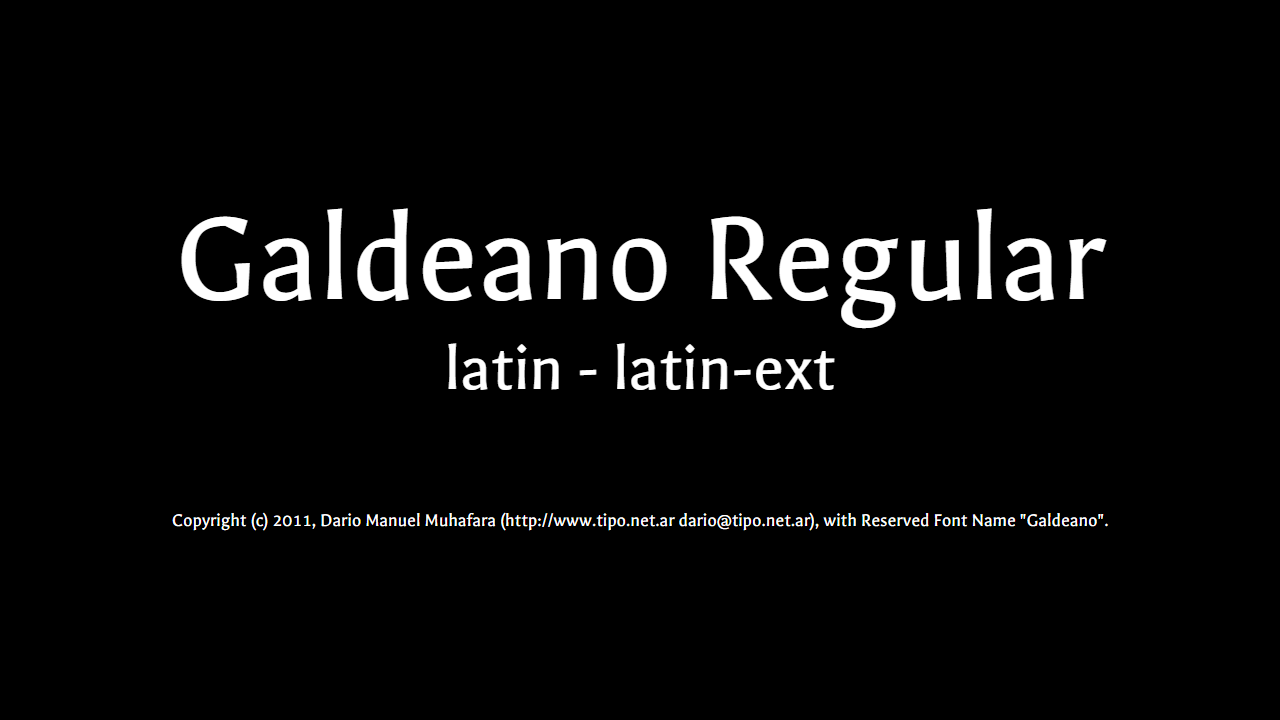 Galdeano Regular
latin - latin-ext
Copyright (c) 2011, Dario Manuel Muhafara (http://www.tipo.net.ar dario@tipo.net.ar), with Reserved Font Name "Galdeano".